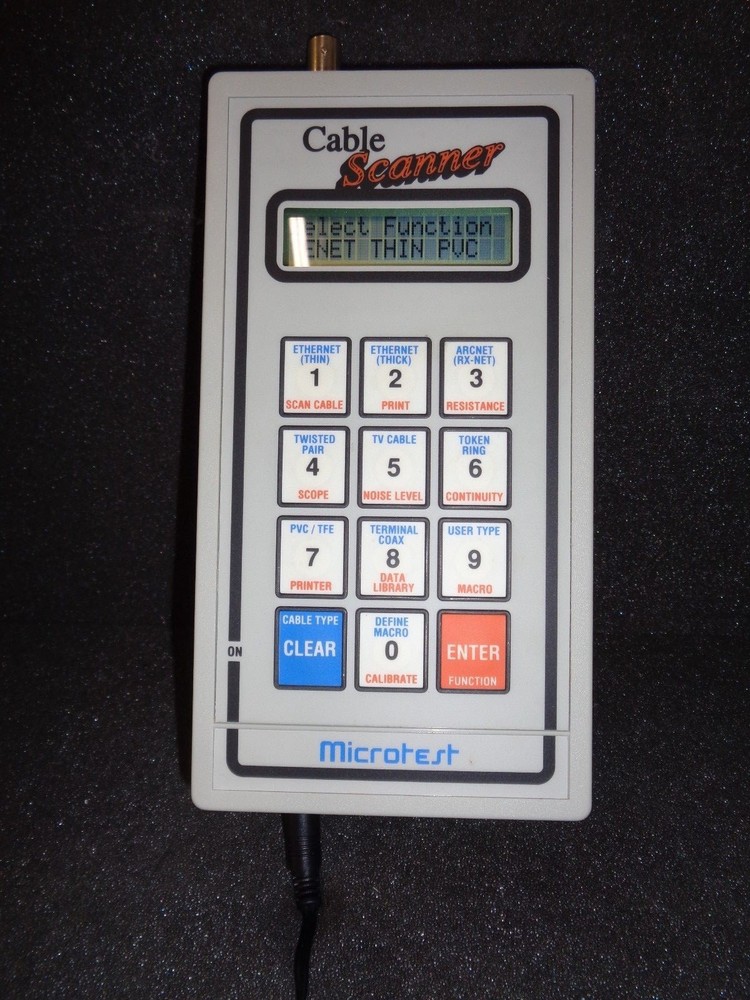 Cable
Scanner
elect Function
ENET THIN PVC
ETHERNET
(THIN)
1
SCAN CABLE
ETHERNET
(THICK)
2
PRINT
ARCNET
(RX-NET)
3
RESISTANCE
TWISTED
PAIR
4
SCOPE
TV CABLE
5
NOISE LEVEL
TOKEN
RING
6
CONTINUITY
PVC / TFE
7
PRINTER
TERMINAL
COAX
8
DATA
LIBRARY
USER TYPE
9
MACRO
ON
CABLE TYPE
CLEAR
DEFINE
MACRO
0
CALIBRATE
ENTER
FUNCTION
Microtest